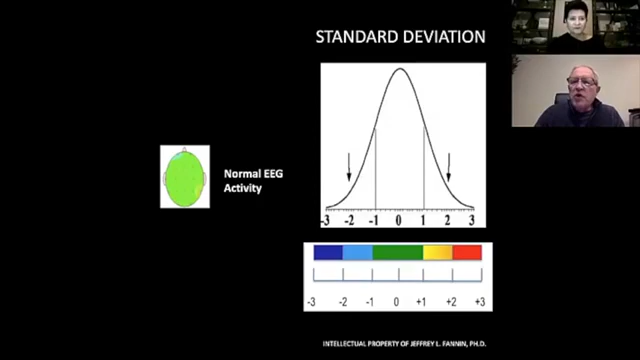 STANDARD DEVIATION
Normal EEG
Activity
-3 -2 -1 0 1 2 3
-3 -2 -1 0 +1 +2 +3
INTELLECTUAL PROPERTY OF JEFFREY L. FANNIN, PH.D.